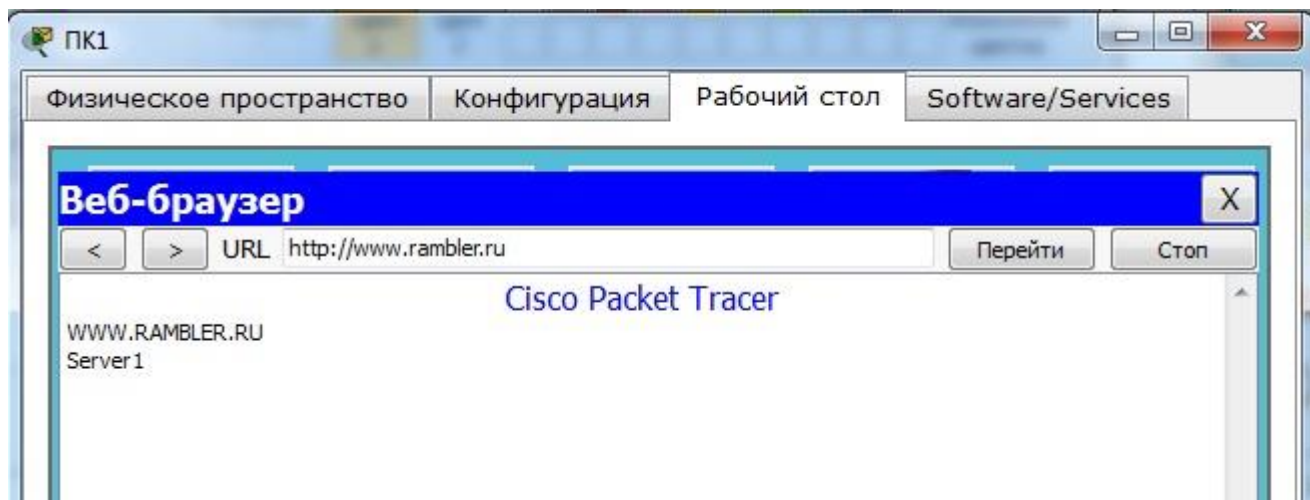 ПК1
X
Физическое пространство Конфигурация Рабочий стол Software/Services
Веб-браузер X
< > URL http://www.rambler.ru Перейти Стоп
Cisco Packet Tracer
WWW.RAMBLER.RU
Server1